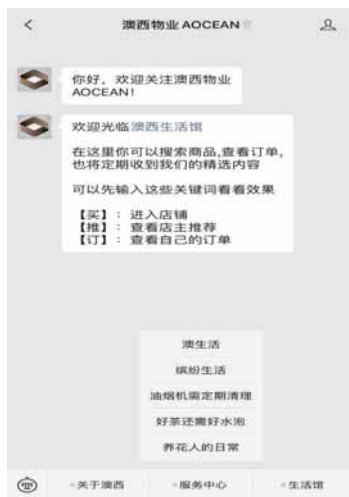 澳西物业 AOCEAN
你好，欢迎关注澳西物业
AOCEAN!
欢迎光临澳西生活馆
在这里你可以搜索商品,查看订单,
也将定期收到我们的精选内容
可以先输入这些关键词看看效果
【买】：进入店铺
【推】：查看店主推荐
【订】：查看自己的订单
澳生活
缤纷生活
油烟机需定期清理
好茶还需好水泡
养花人的日常
关于澳西
服务中心
生活馆